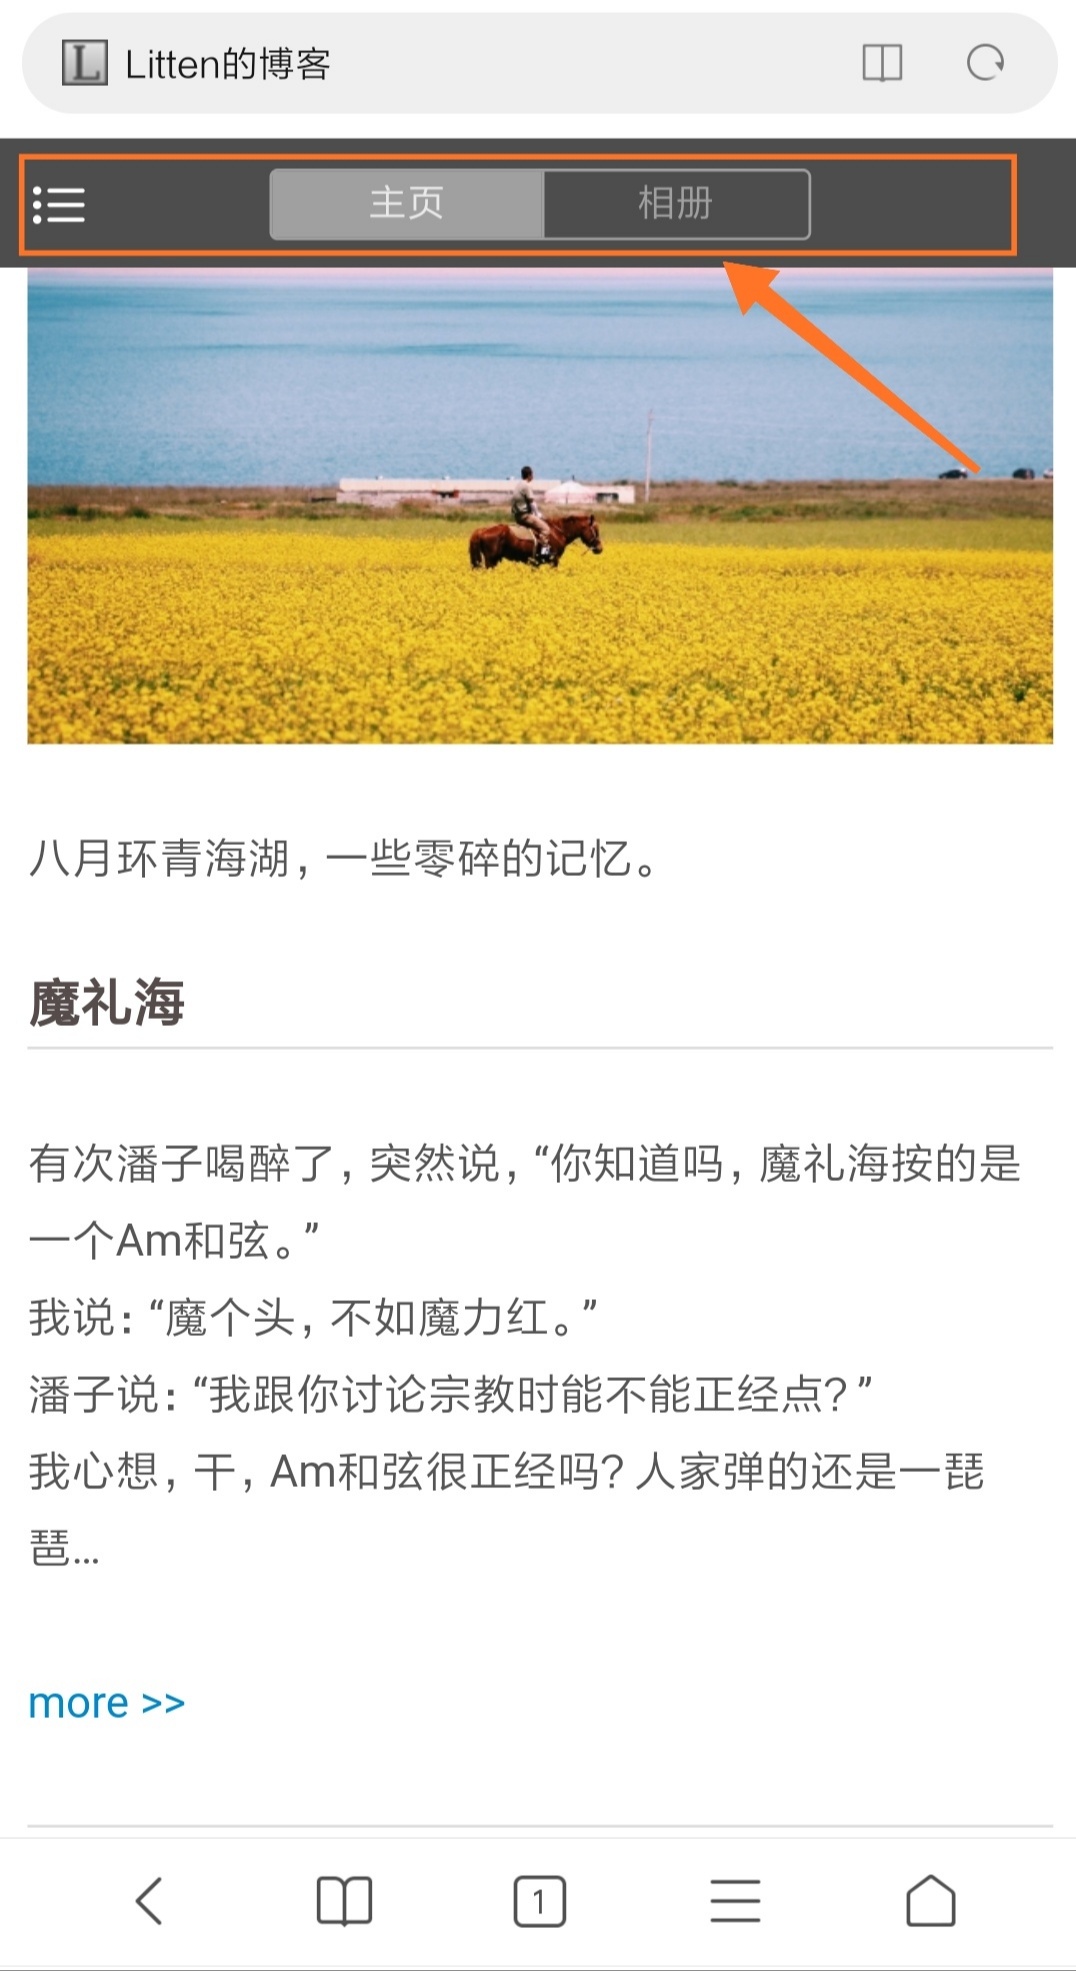 Litten的博客
主页
相册
八月环青海湖，一些零碎的记忆。
魔礼海
有次潘子喝醉了，突然说，“你知道吗，魔礼海按的是
一个Am和弦。”
我说：“魔个头，不如魔力红。”
潘子说：“我跟你讨论宗教时能不能正经点？”
我心想，干，Am和弦很正经吗？人家弹的还是一琵
琶...
more >>
1